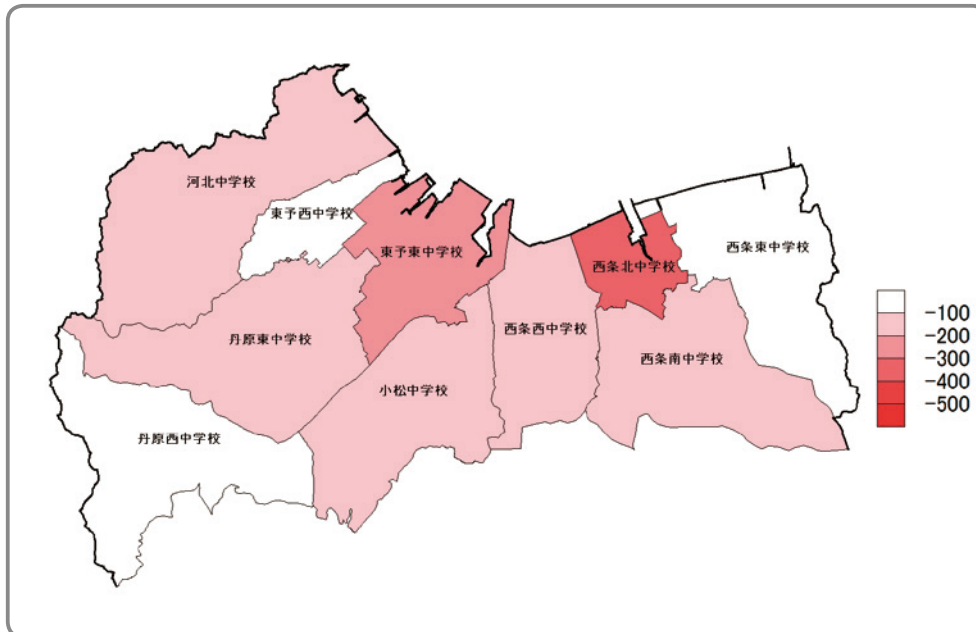 河北中学校
東予西中学校
東予東中学校
西条東中学校
西条北中学校
丹原東中学校
西条西中学校
西条南中学校
小松中学校
丹原西中学校
-100
-200
-300
-400
-500